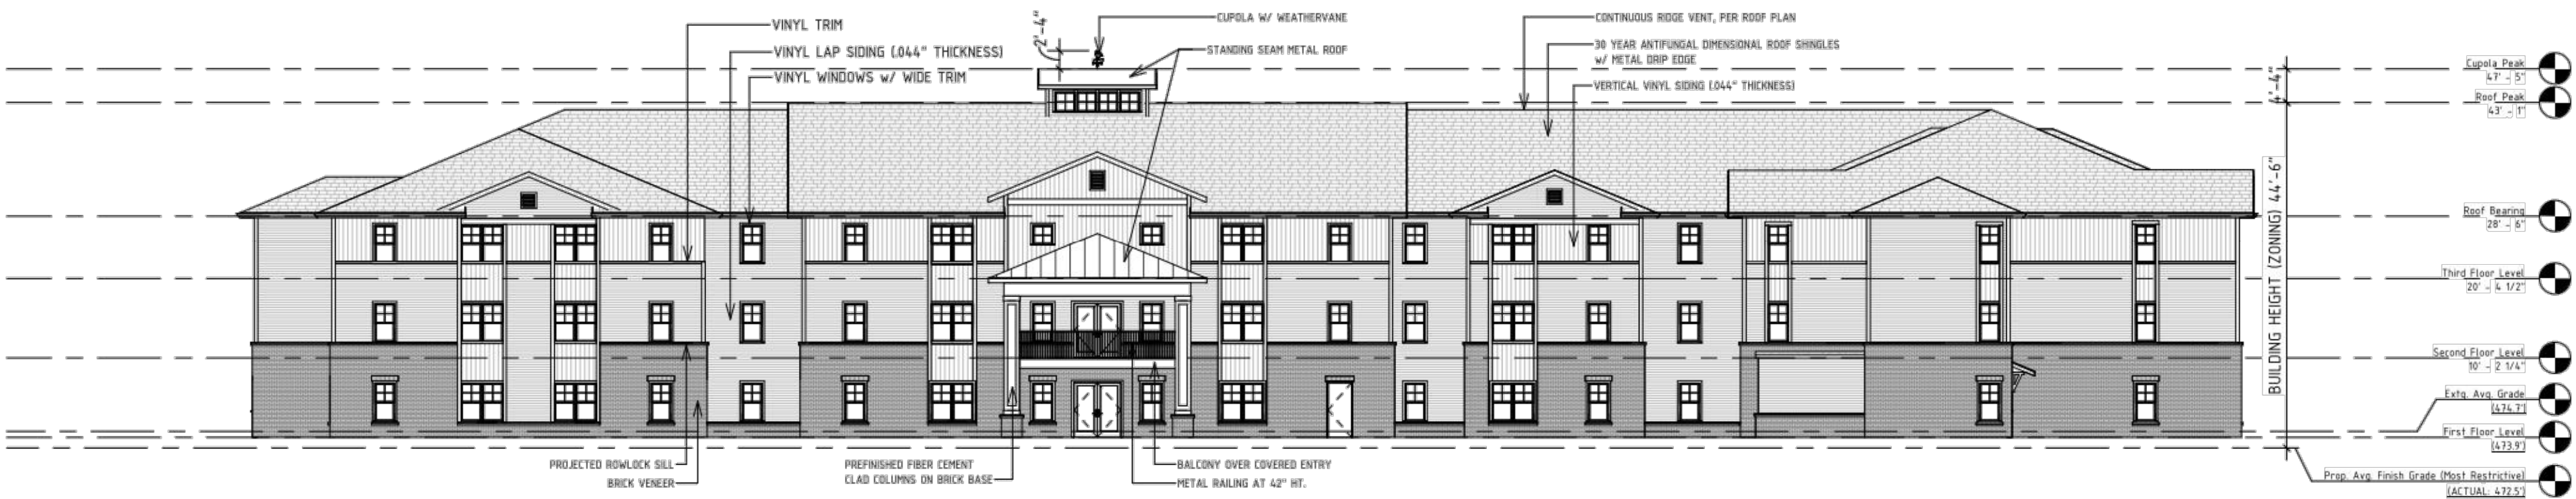 VINYL TRIM
VINYL LAP SIDING (.044" THICKNESS)
VINYL WINDOWS w/ WIDE TRIM
2'-4"
CUPOLA W/ WEATHERVANE
STANDING SEAM METAL ROOF
CONTINUOUS RIDGE VENT, PER ROOF PLAN
30 YEAR ANTIFUNGAL DIMENSIONAL ROOF SHINGLES
w/ METAL DRIP EDGE
VERTICAL VINYL SIDING (.044" THICKNESS)
4'-4"
BUILDING HEIGHT (ZONING) 44'-6"
Cupola Peak
47' - 5"
Roof Peak
43' - 1"
Roof Bearing
28' - 6"
Third Floor Level
20' - 4 1/2"
Second Floor Level
10' - 2 1/4"
Extg. Avg. Grade
(474.7')
First Floor Level
(473.9')
Prop. Avg. Finish Grade (Most Restrictive)
(ACTUAL: 472.5')
PROJECTED ROWLOCK SILL
BRICK VENEER
PREFINISHED FIBER CEMENT
CLAD COLUMNS ON BRICK BASE
BALCONY OVER COVERED ENTRY
METAL RAILING AT 42" HT.